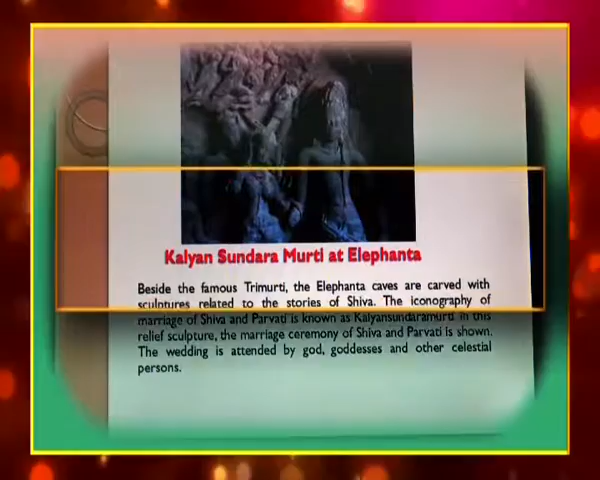 Kalyan Sundara Murti at Elephanta
Beside the famous Trimurti, the Elephanta caves are carved with
sculptures related to the stories of Shiva. The iconography of
marriage of Shiva and Parvati is known as Kalyansundaramurti in this
relief sculpture, the marriage ceremony of Shiva and Parvati is shown.
The wedding is attended by god, goddesses and other celestial
persons.